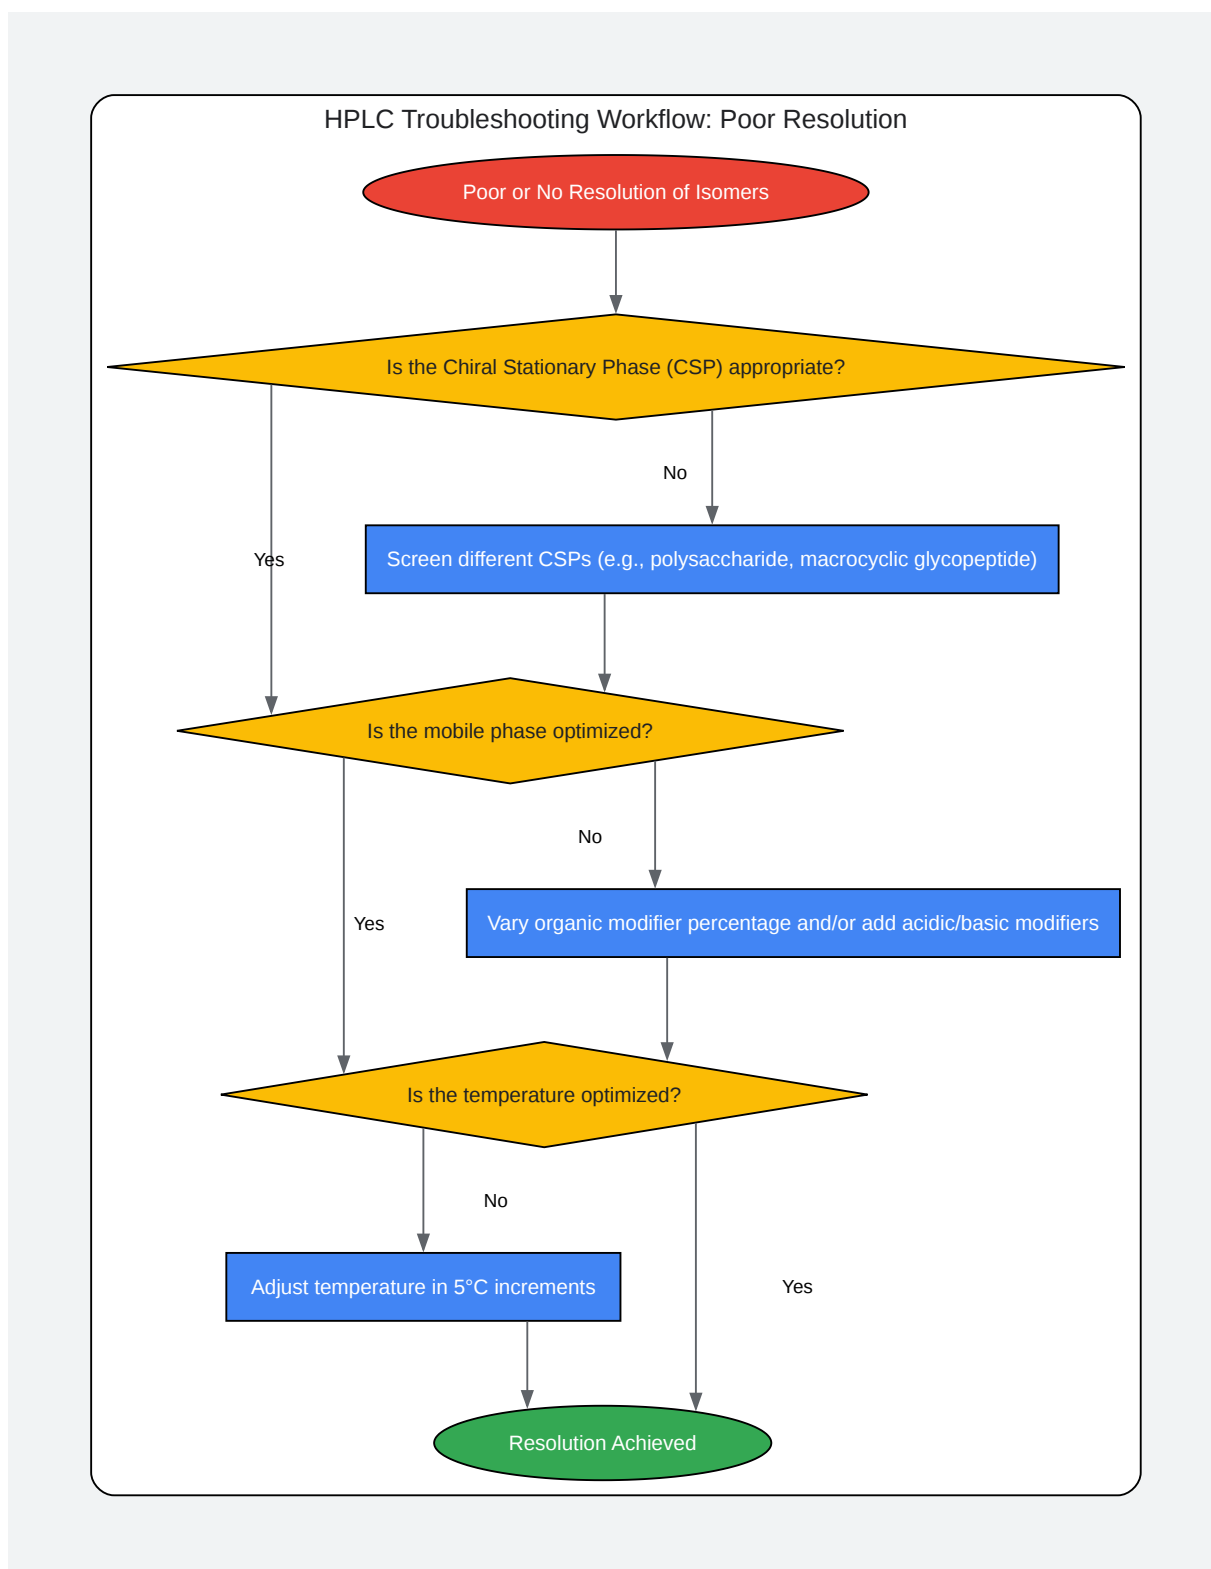 HPLC Troubleshooting Workflow: Poor Resolution
Poor or No Resolution of Isomers
Is the Chiral Stationary Phase (CSP) appropriate?
No
Yes
Screen different CSPs (e.g., polysaccharide, macrocyclic glycopeptide)
Is the mobile phase optimized?
No
Yes
Vary organic modifier percentage and/or add acidic/basic modifiers
Is the temperature optimized?
No
Adjust temperature in 5°C increments
Yes
Resolution Achieved